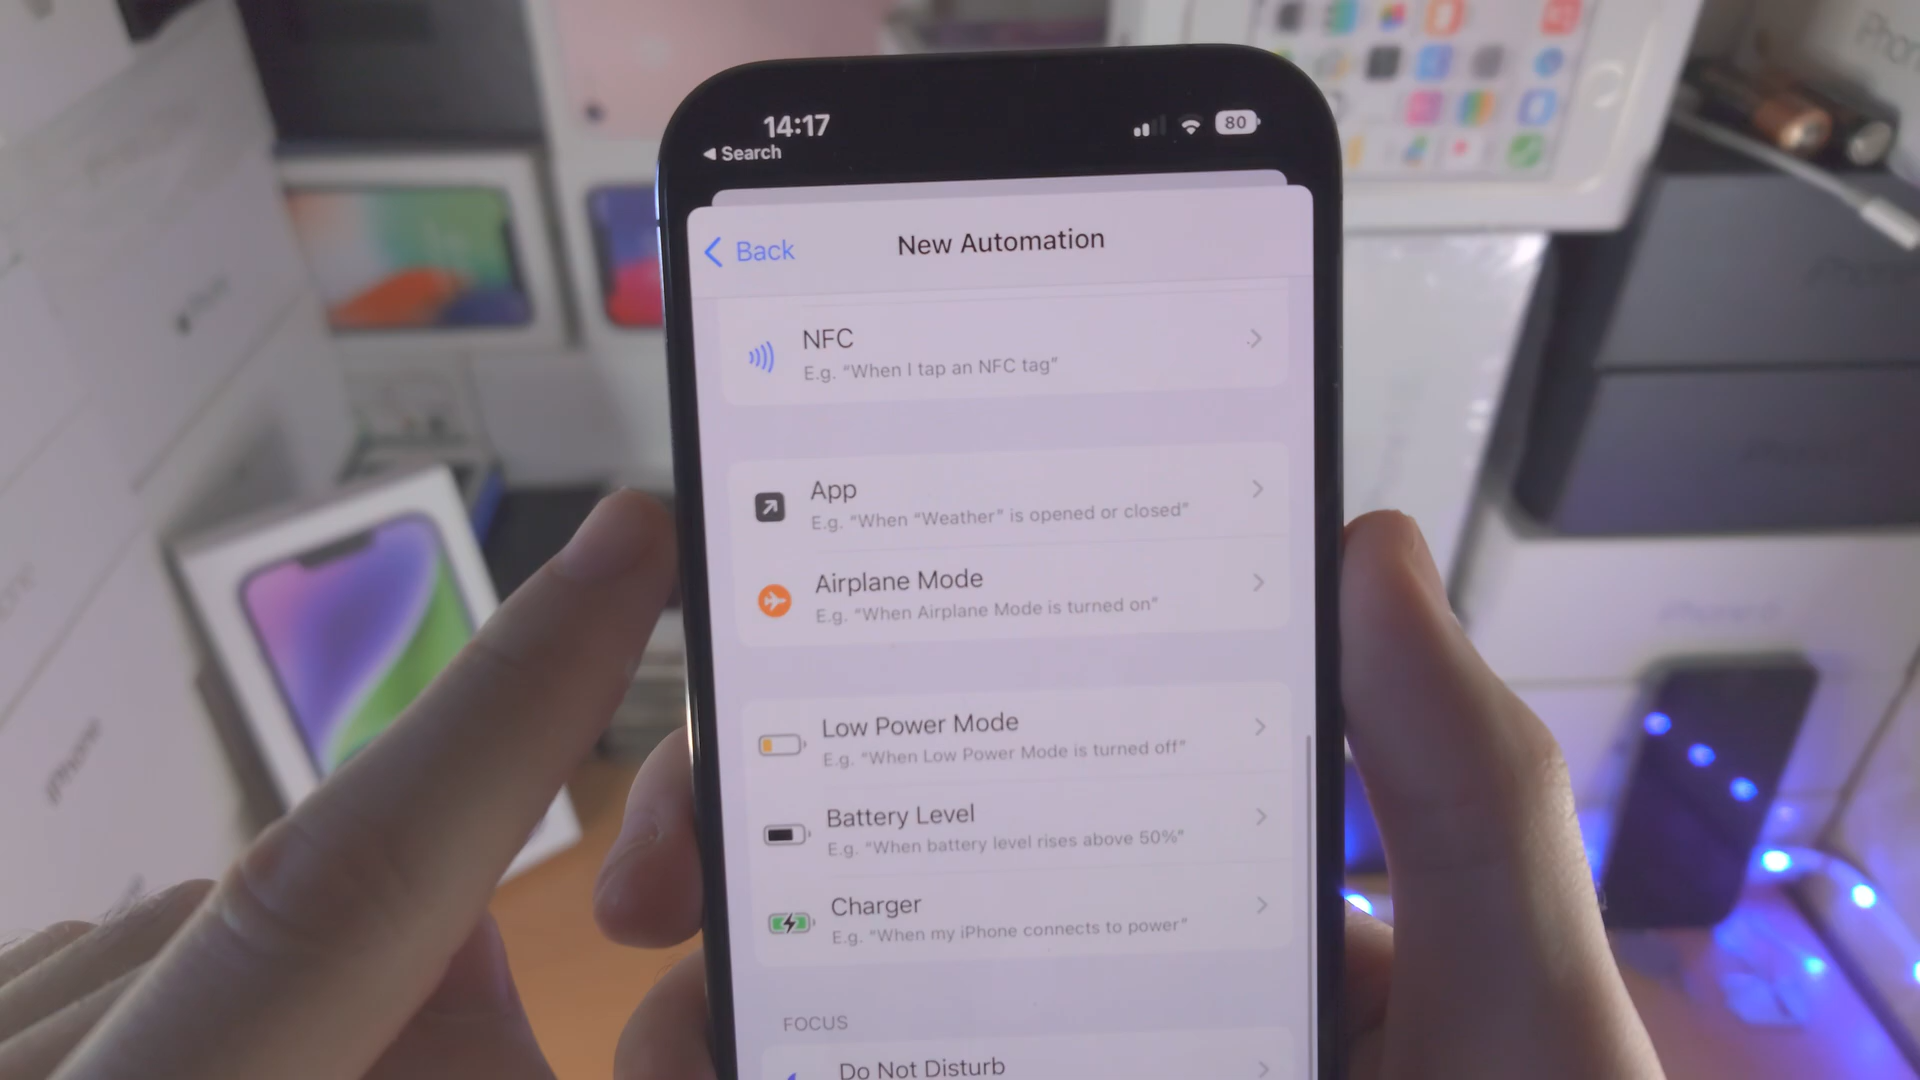 14:17
80
Search
Back
New Automation
NFC
E.g. “When I tap an NFC tag”
App
E.g. “When “Weather” is opened or closed”
Airplane Mode
E.g. “When Airplane Mode is turned on”
Low Power Mode
E.g. “When Low Power Mode is turned off”
Battery Level
E.g. “When battery level rises above 50%”
Charger
E.g. “When my iPhone connects to power”
FOCUS
Do Not Disturb
iPhone